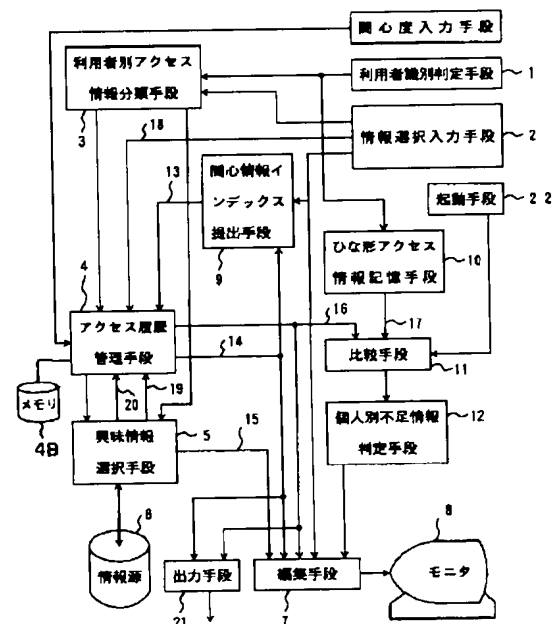 関心度入力手段
利用者別アクセス
情報分類手段
3
利用者識別判定手段
1
情報選択入力手段
2
18
13
関心情報イ
ンデックス
提出手段
9
起動手段
22
ひな形アクセス
情報記憶手段
10
4
アクセス履歴
管理手段
16
17
14
比較手段
11
メモリ
4B
20
19
興味情報
選択手段
5
15
個人別不足情報
判定手段
12
6
情報源
出力手段
21
編集手段
7
8
モニタ